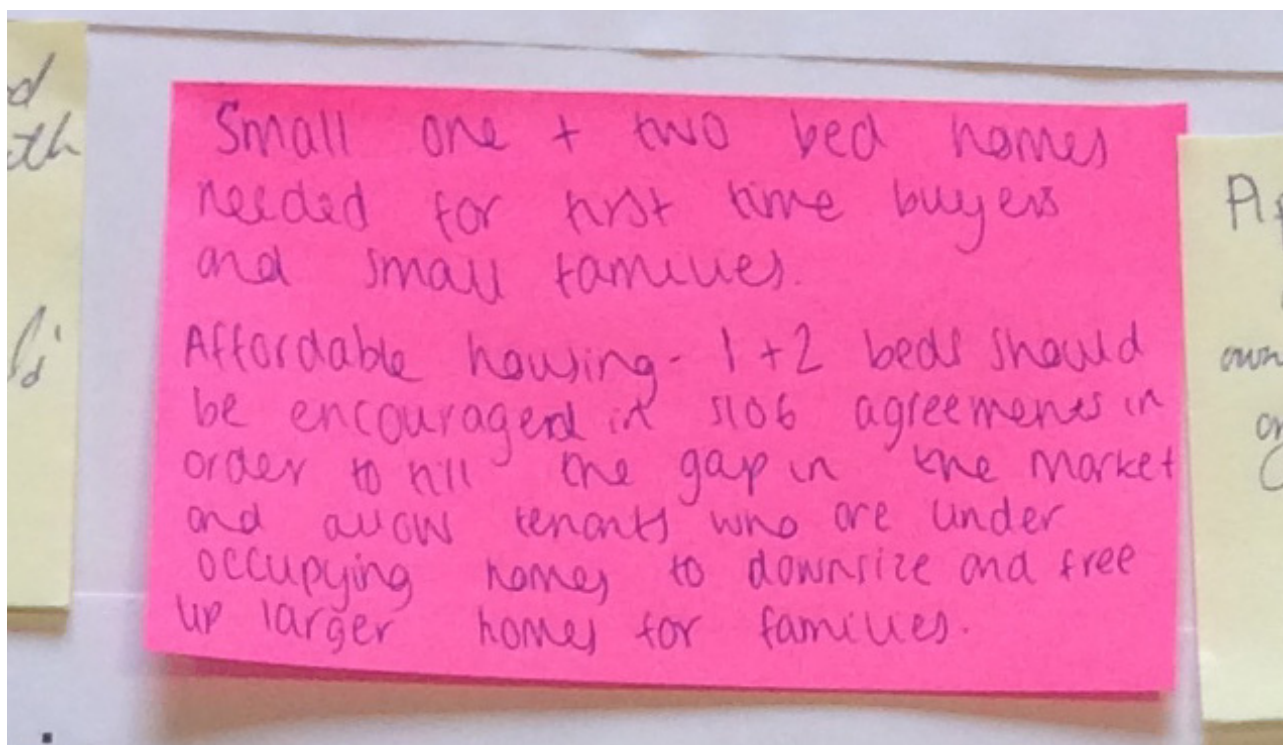 Small one + two bed homes
needed for first time buyers
and small families.
Affordable housing - 1 + 2 beds should
be encouraged in S106 agreements in
order to fill the gap in the market
and allow tenants who are under
occupying homes to downsize and free
up larger homes for families.
own